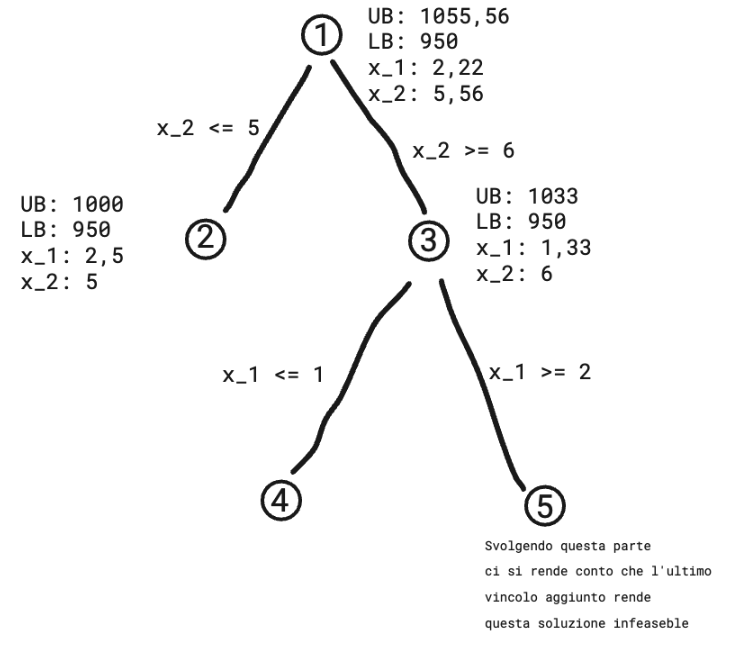 1
UB: 1055,56
LB: 950
x_1: 2,22
x_2: 5,56
x_2 <= 5
x_2 >= 6
UB: 1000
LB: 950
x_1: 2,5
x_2: 5
2
3
UB: 1033
LB: 950
x_1: 1,33
x_2: 6
x_1 <= 1
x_1 >= 2
4
5
Svolgendo questa parte
ci si rende conto che l'ultimo
vincolo aggiunto rende
questa soluzione infeaseble